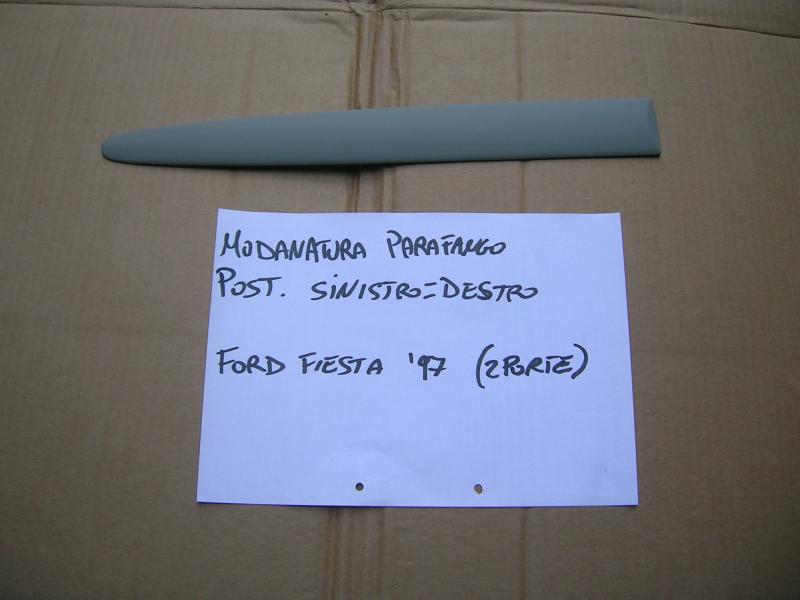 MODANATURA PARAFANGO
POST. SINISTRO=DESTRO
FORD FIESTA '97 (2PORTE)